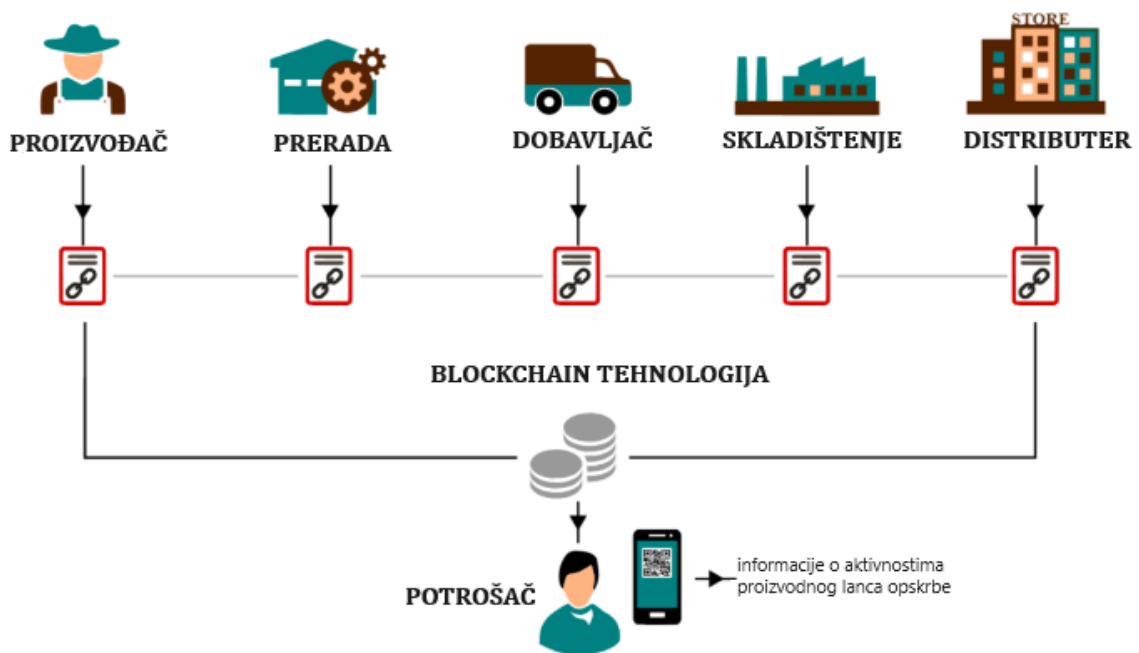 STORE
PROIZVOĐAČ
PRERADA
DOBAVLJAČ
SKLADIŠTENJE
DISTRIBUTER
BLOCKCHAIN TEHNOLOGIJA
POTROŠAČ
informacije o aktivnostima
proizvodnog lanca opskrbe